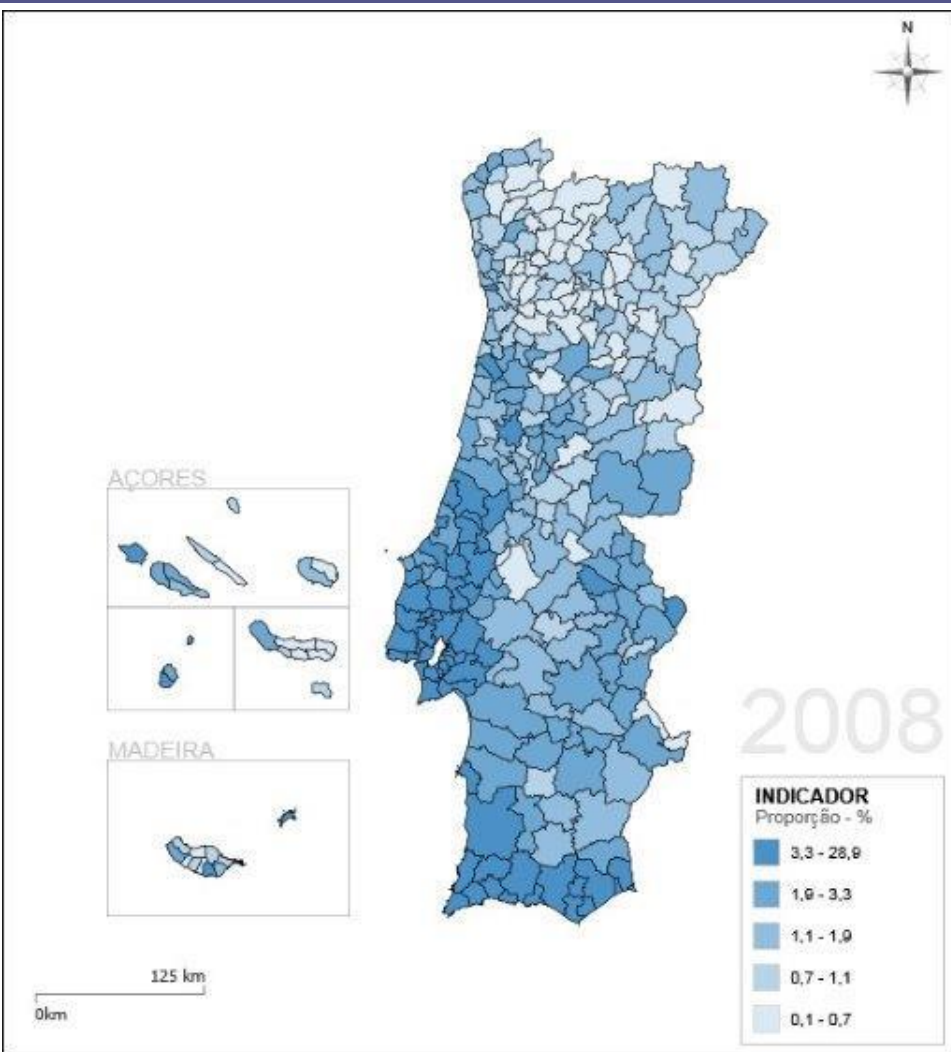 N
AÇORES
MADEIRA
2008
INDICADOR
Proporção - %
3,3 - 28,9
1,9 - 3,3
1,1 - 1,9
0,7 - 1,1
0,1 - 0,7
125 km
0km